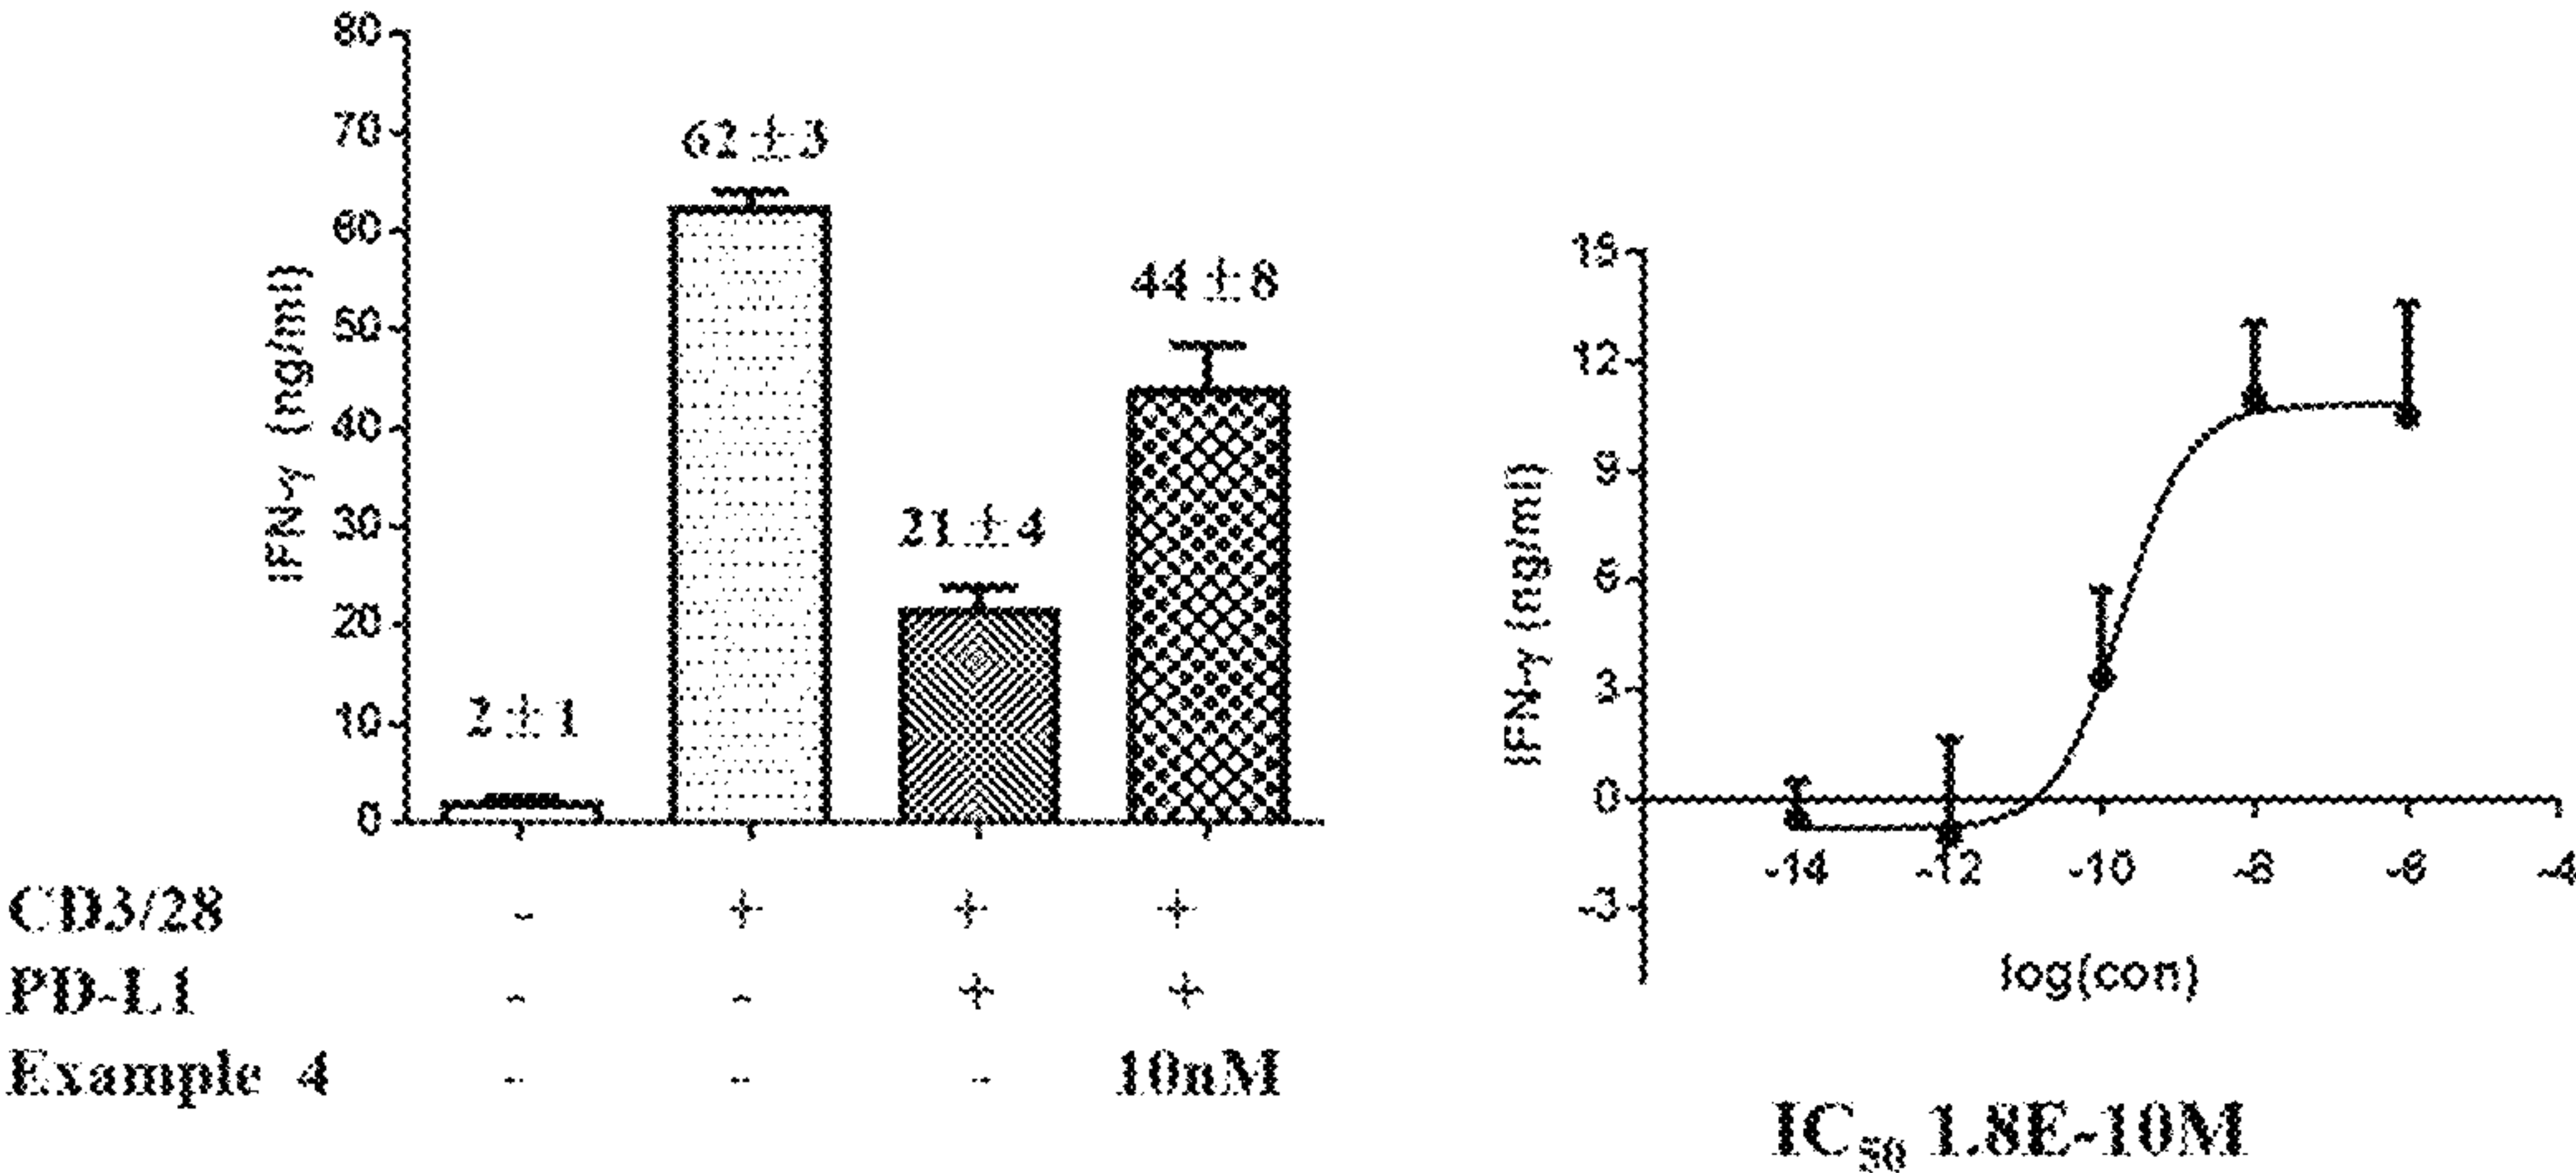 80
70
62±3
60
50
44±8
40
30
21±4
20
10
2±1
0
IFN-γ (ng/ml)
CD3/28 - + + +
PD-L1 - - + +
Example 4 - - - 10nM
15
12
9
6
3
0
-3
IFN-γ (ng/ml)
-14 -12 -10 -8 -6 -4
log(con)
IC50 1.8E-10M